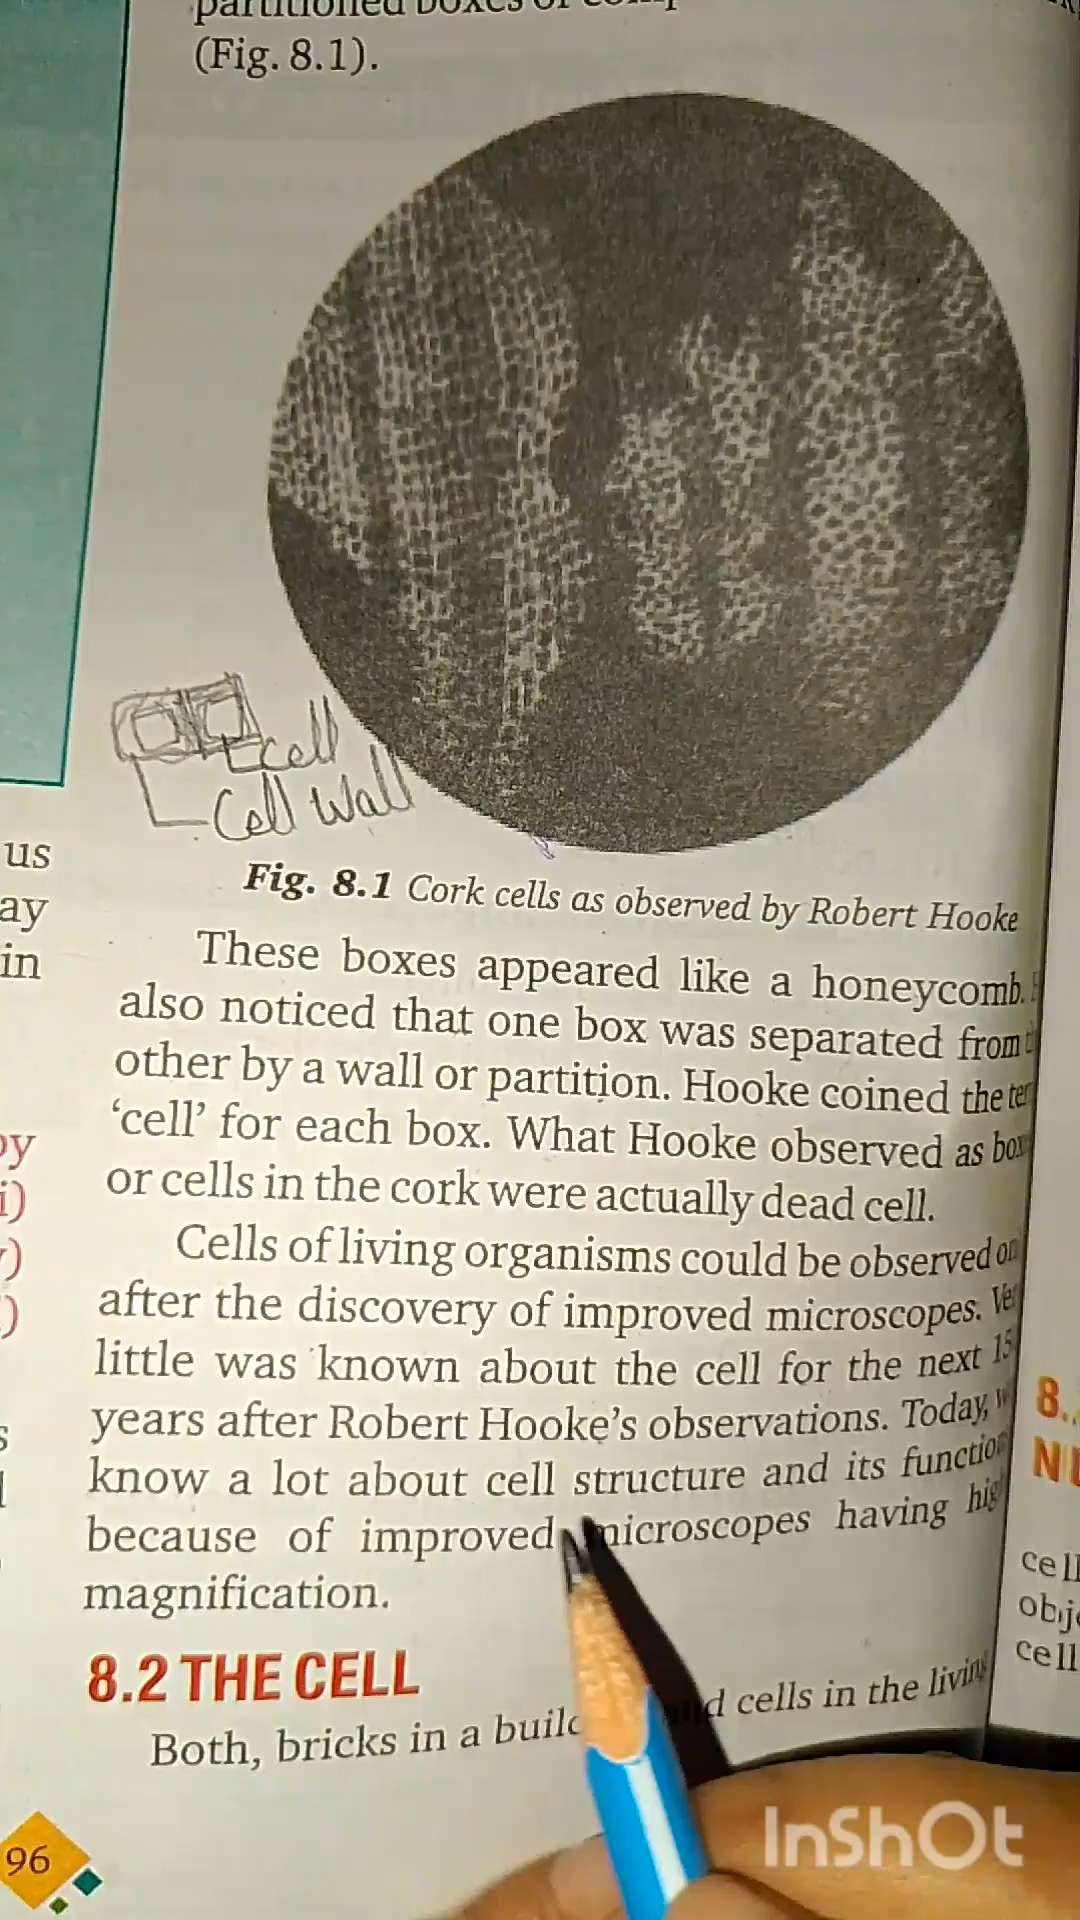 (Fig. 8.1).
cell
Cell Wall
Fig. 8.1 Cork cells as observed by Robert Hooke
These boxes appeared like a honeycomb.
also noticed that one box was separated from
other by a wall or partition. Hooke coined the
‘cell’ for each box. What Hooke observed as
or cells in the cork were actually dead cell.
Cells of living organisms could be observed
after the discovery of improved microscopes.
little was known about the cell for the next
years after Robert Hooke’s observations. Today,
know a lot about cell structure and its
because of improved microscopes having
magnification.
8.2 THE CELL
Both, bricks in a cells in the
96
us
ay
in
cell
cell
InShOt